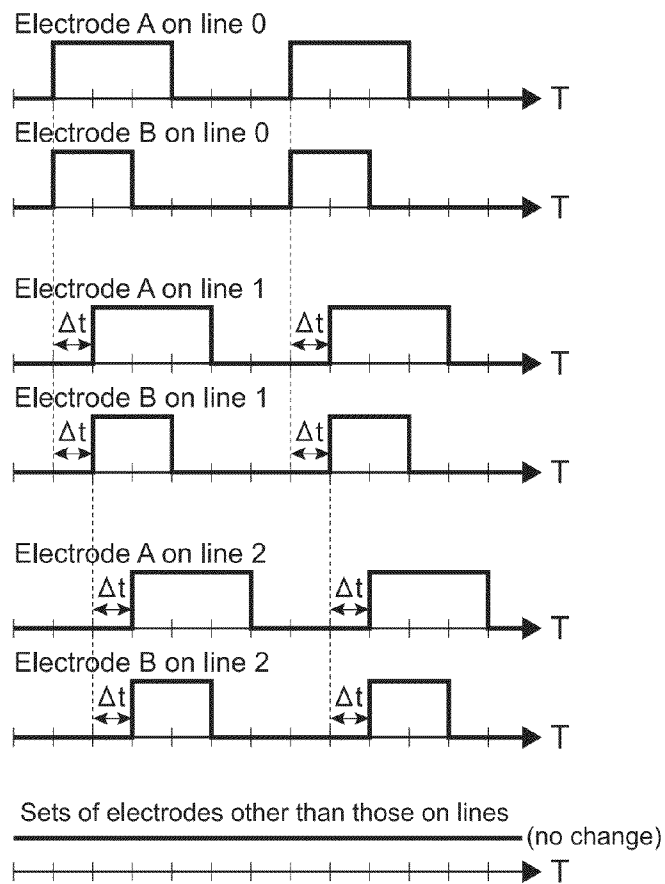 Electrode A on line 0
T
Electrode B on line 0
T
Electrode A on line 1
Δt Δt
T
Electrode B on line 1
Δt Δt
T
Electrode A on line 2
Δt Δt
T
Electrode B on line 2
Δt Δt
T
Sets of electrodes other than those on lines
(no change)
T